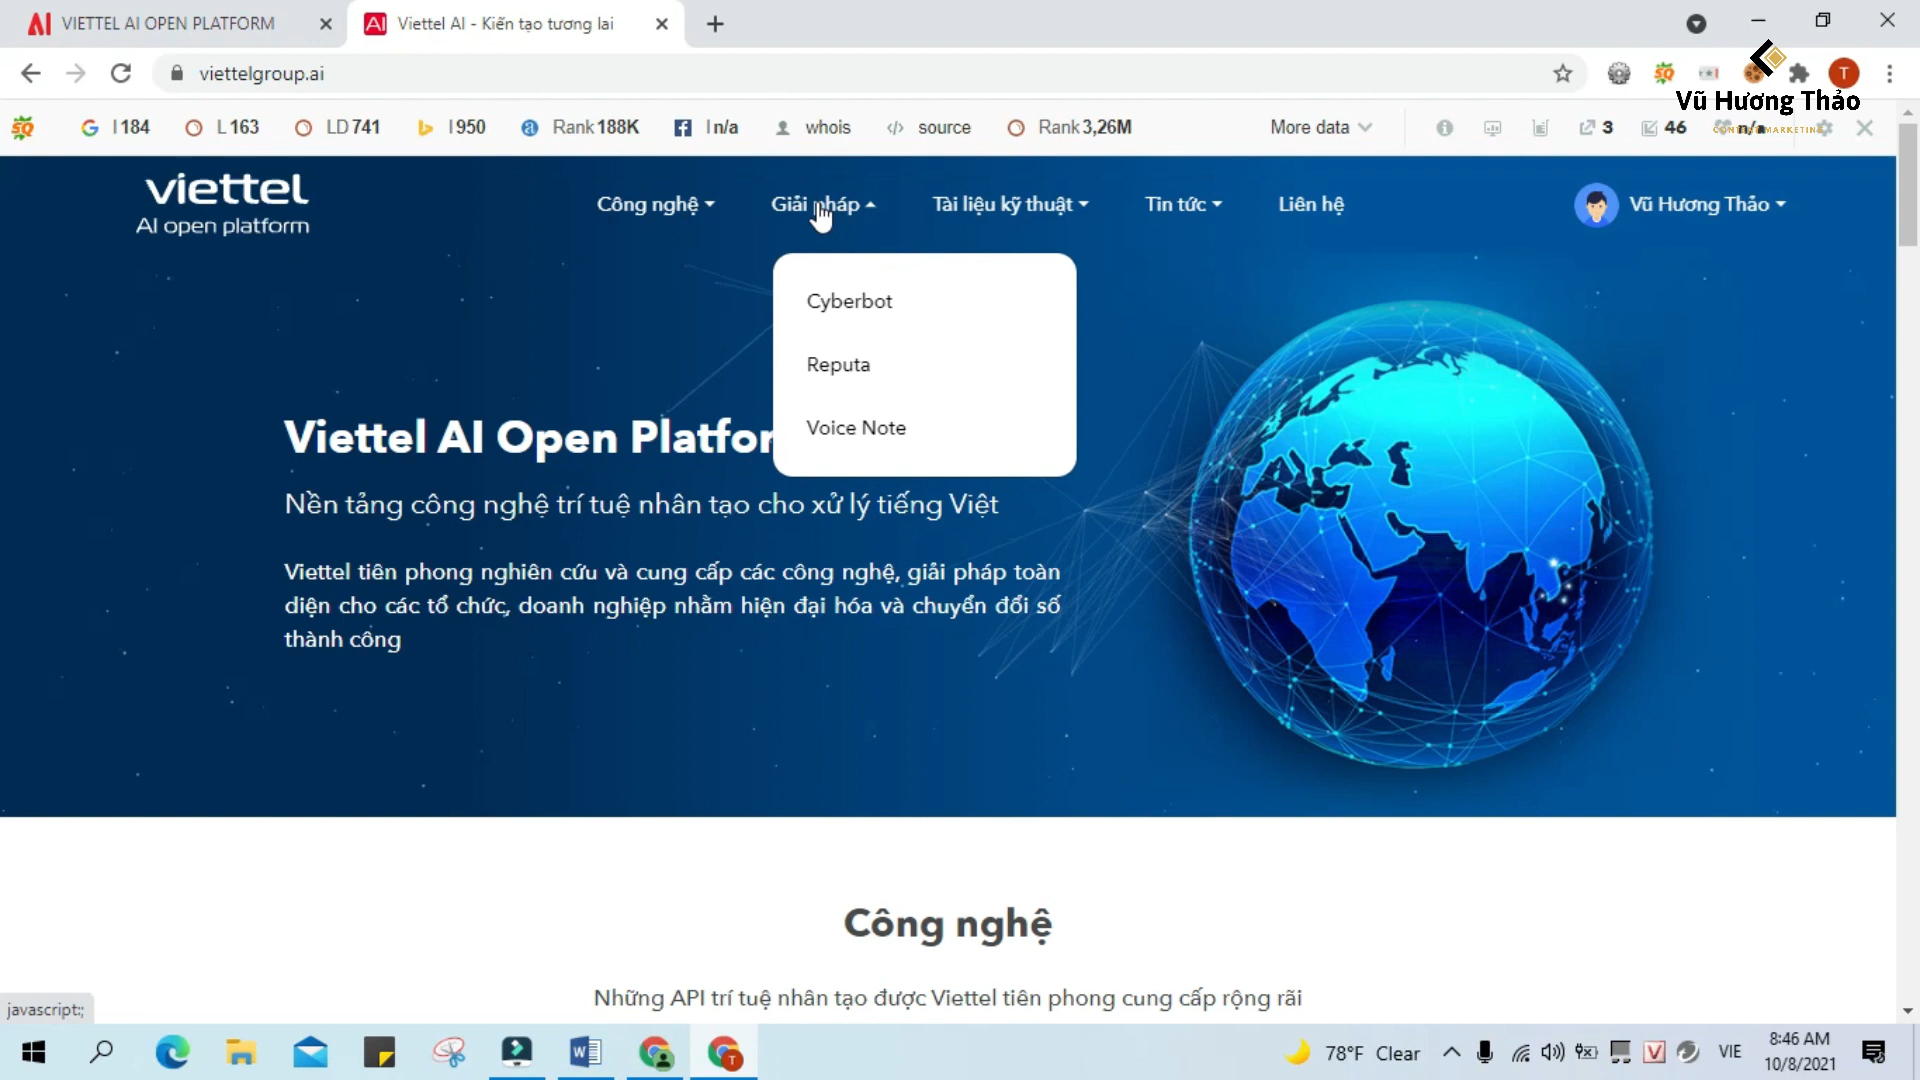 VIETTEL AI OPEN PLATFORM
Viettel AI - Kiến tạo tương lai
viettelgroup.ai
T
Vũ Hương Thảo
I 184
L 163
LD 741
I 950
Rank 188K
I n/a
whois
source
Rank 3,26M
More data
3
46
n/a
viettel
AI open platform
Công nghệ
Giải pháp
Tài liệu kỹ thuật
Tin tức
Liên hệ
Vũ Hương Thảo
Cyberbot
Reputa
Voice Note
Viettel AI Open Platfor
Nền tảng công nghệ trí tuệ nhân tạo cho xử lý tiếng Việt
Viettel tiên phong nghiên cứu và cung cấp các công nghệ, giải pháp toàn
diện cho các tổ chức, doanh nghiệp nhằm hiện đại hóa và chuyển đổi số
thành công
Công nghệ
Những API trí tuệ nhân tạo được Viettel tiên phong cung cấp rộng rãi
javascript:;
78°F Clear
VIE
8:46 AM
10/8/2021